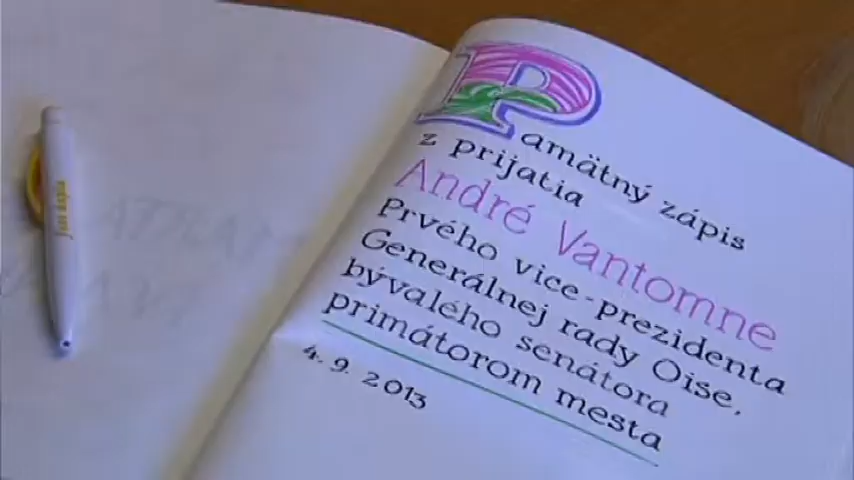 Pamätný zápis
z prijatia
André Vantomne
Prvého vice-prezidenta
Generálnej rady Oise,
bývalého senátora
primátorom mesta
4. 9. 2013